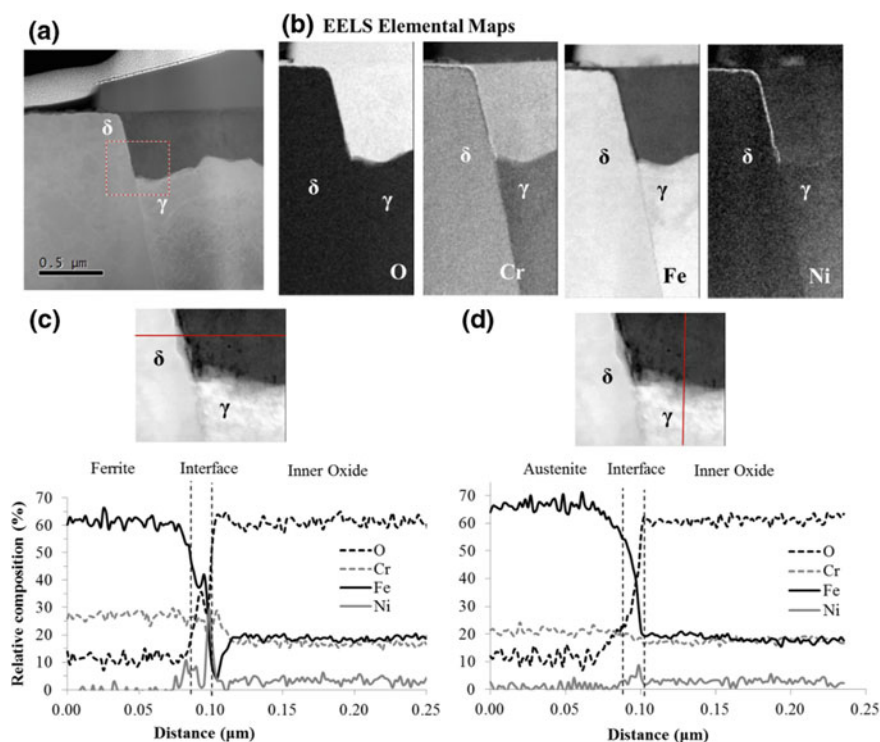 (a)
δ
γ
0.5 μm
(b) EELS Elemental Maps
δ
γ
O
δ
γ
Cr
δ
γ
Fe
δ
γ
Ni
(c)
δ
γ
Ferrite Interface Inner Oxide
Relative composition (%)
70
60
50
40
30
20
10
0
O
Cr
Fe
Ni
0.00 0.05 0.10 0.15 0.20 0.25
Distance (μm)
(d)
δ
γ
Austenite Interface Inner Oxide
70
60
50
40
30
20
10
0
O
Cr
Fe
Ni
0.00 0.05 0.10 0.15 0.20 0.25
Distance (μm)